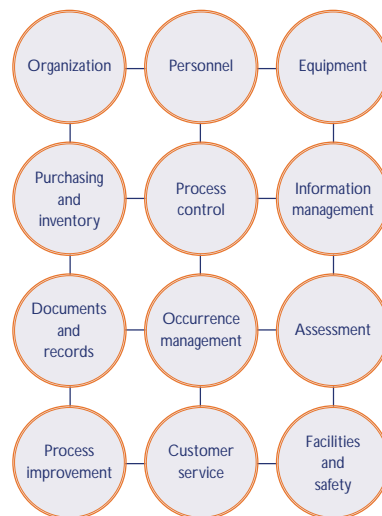 Organization
Personnel
Equipment
Purchasing
and
inventory
Process
control
Information
management
Documents
and
records
Occurrence
management
Assessment
Process
improvement
Customer
service
Facilities
and
safety